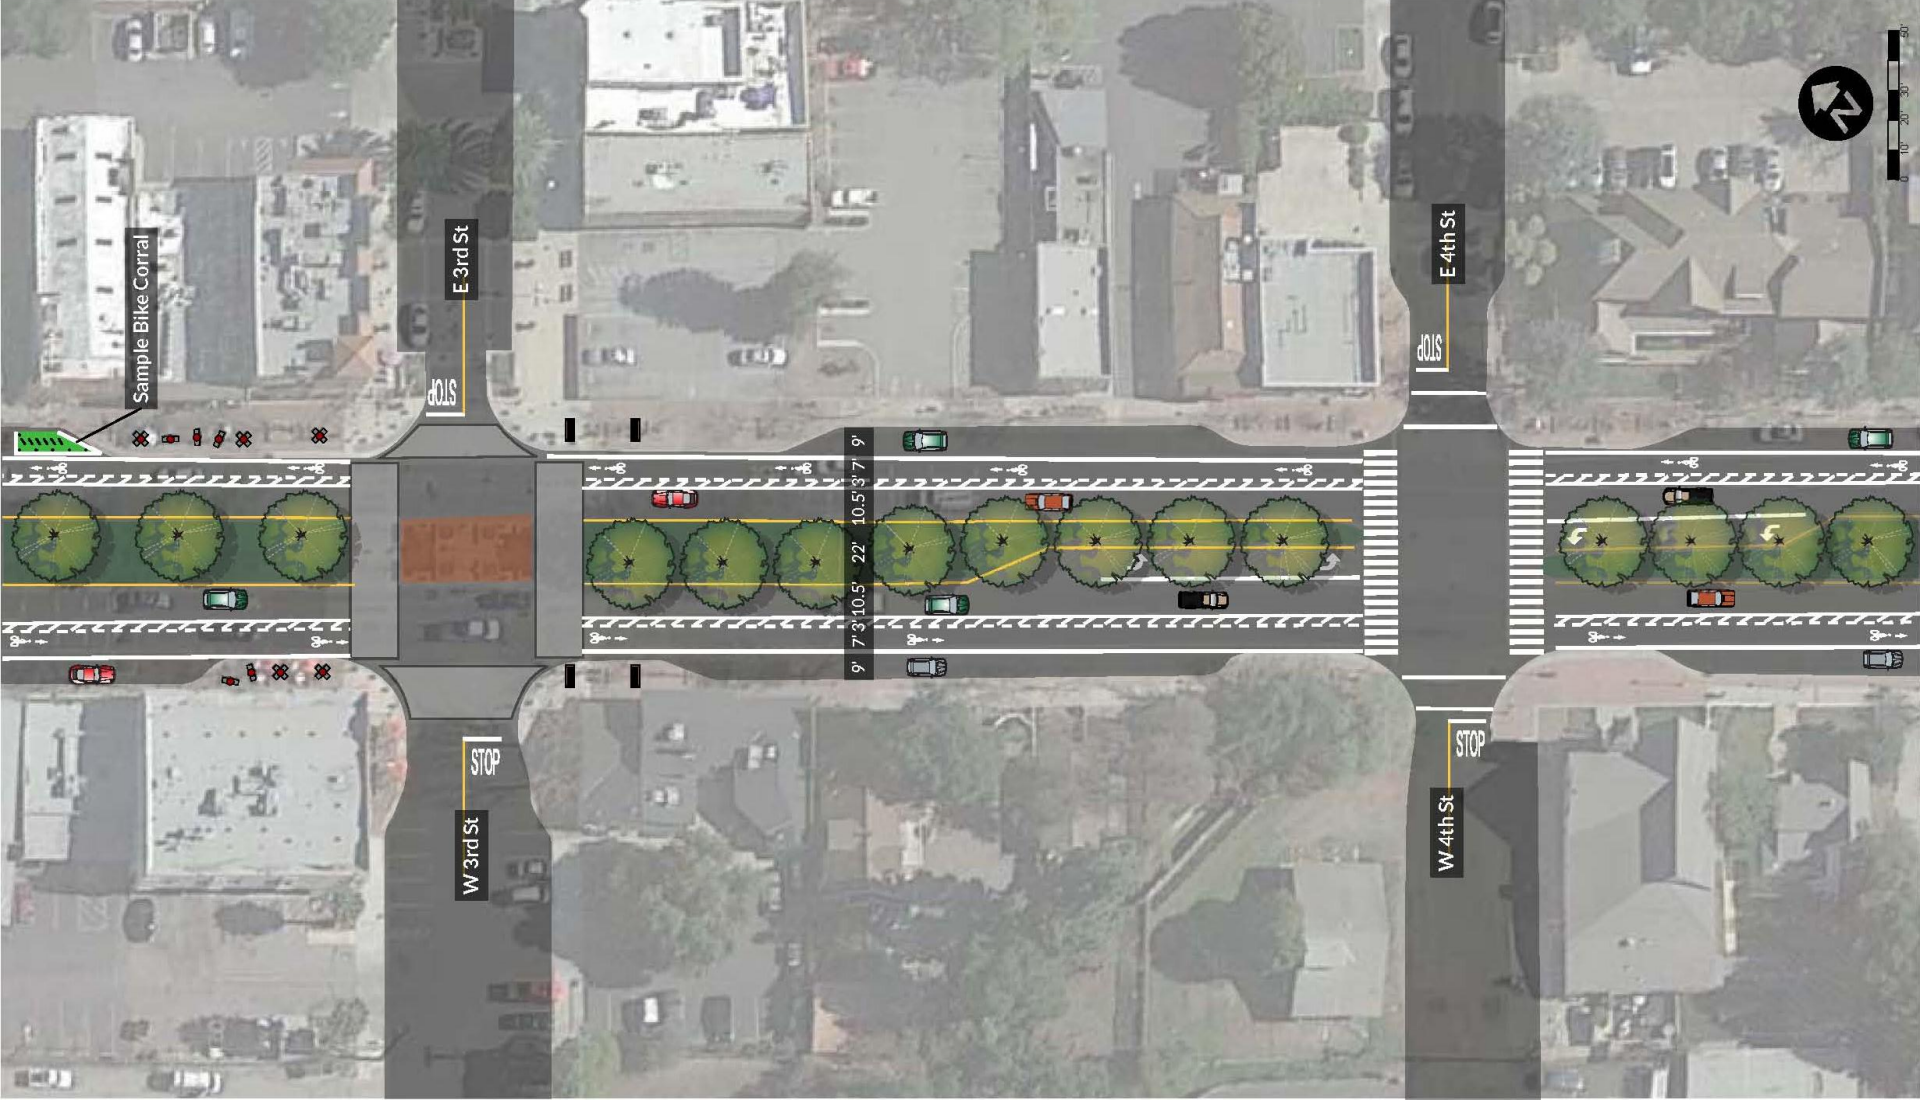 Sample Bike Corral
E 3rd St
STOP
E 4th St
STOP
N
0'
10'
20'
30'
50'
9'
7'
3'
10.5'
22'
10.5'
3'
7'
9'
STOP
W 3rd St
STOP
W 4th St